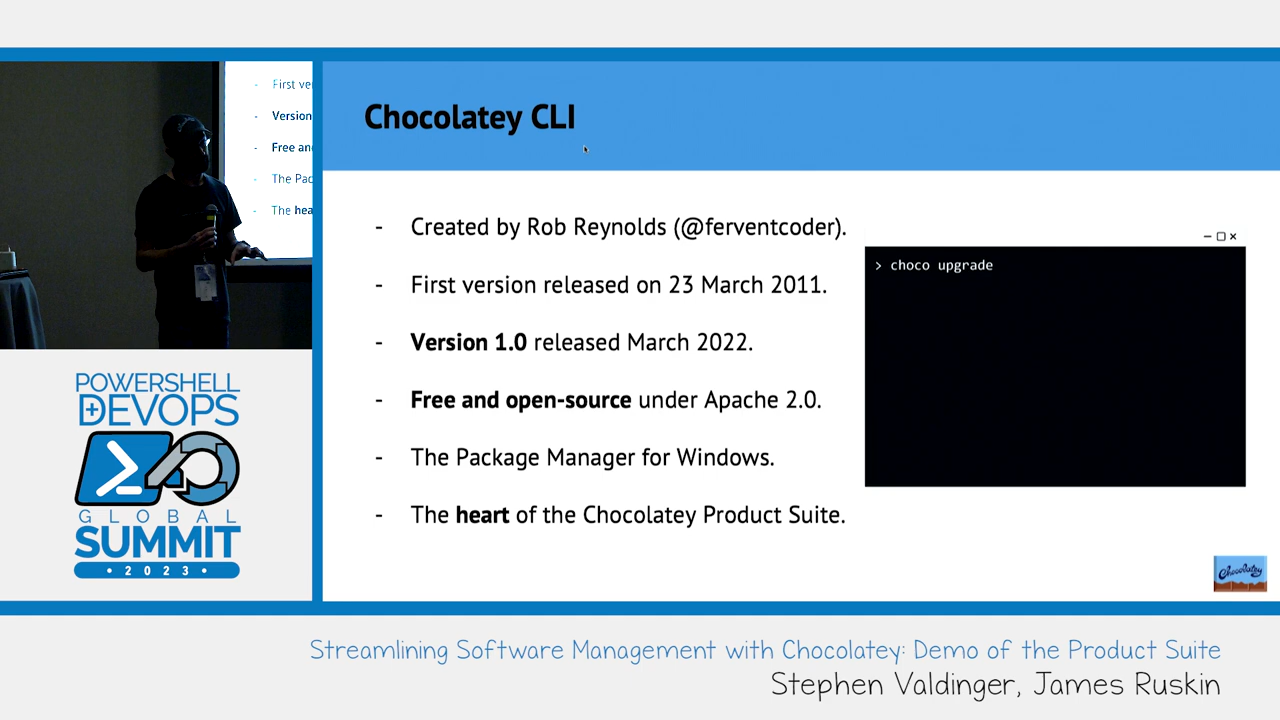 First ve
Version
Free an
The Pac
The hea
POWERSHELL
+DEVOPS
GLOBAL
SUMMIT
• 2023 •
Chocolatey CLI
- Created by Rob Reynolds (@ferventcoder).
- First version released on 23 March 2011.
- Version 1.0 released March 2022.
- Free and open-source under Apache 2.0.
- The Package Manager for Windows.
- The heart of the Chocolatey Product Suite.
> choco upgrade
Chocolatey
Streamlining Software Management with Chocolatey: Demo of the Product Suite
Stephen Valdinger, James Ruskin